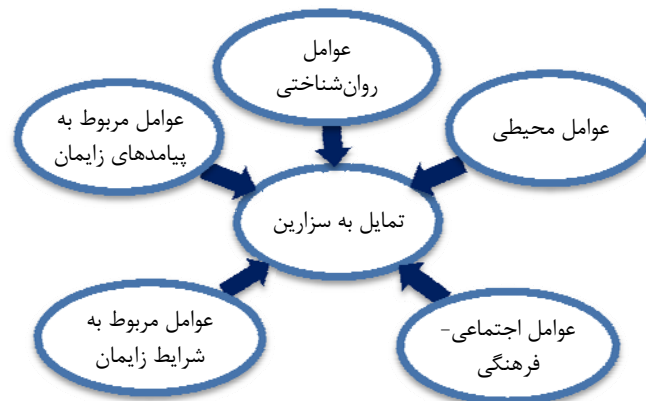 عوامل
روان‌شناختی
عوامل محیطی
عوامل مربوط به
پیامدهای زایمان
تمایل به سزارین
عوامل اجتماعی-
فرهنگی
عوامل مربوط به
شرایط زایمان